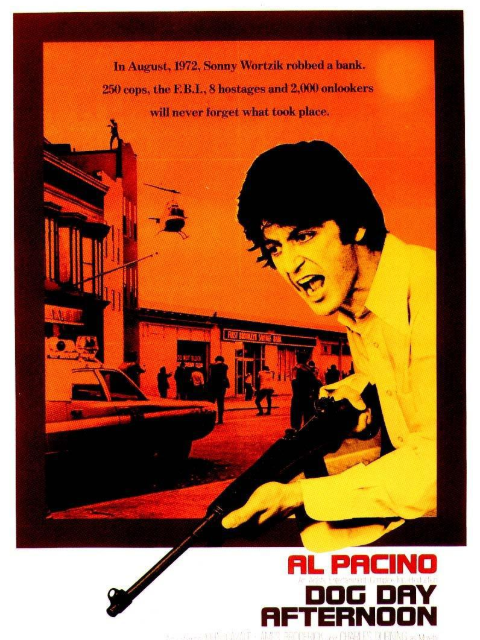 In August, 1972, Sonny Wortzik robbed a bank.
250 cops, the F.B.I., 8 hostages and 2,000 onlookers
will never forget what took place.
FIRST BROOKLYN SAVINGS BANK
AL PACINO
DOG DAY
AFTERNOON